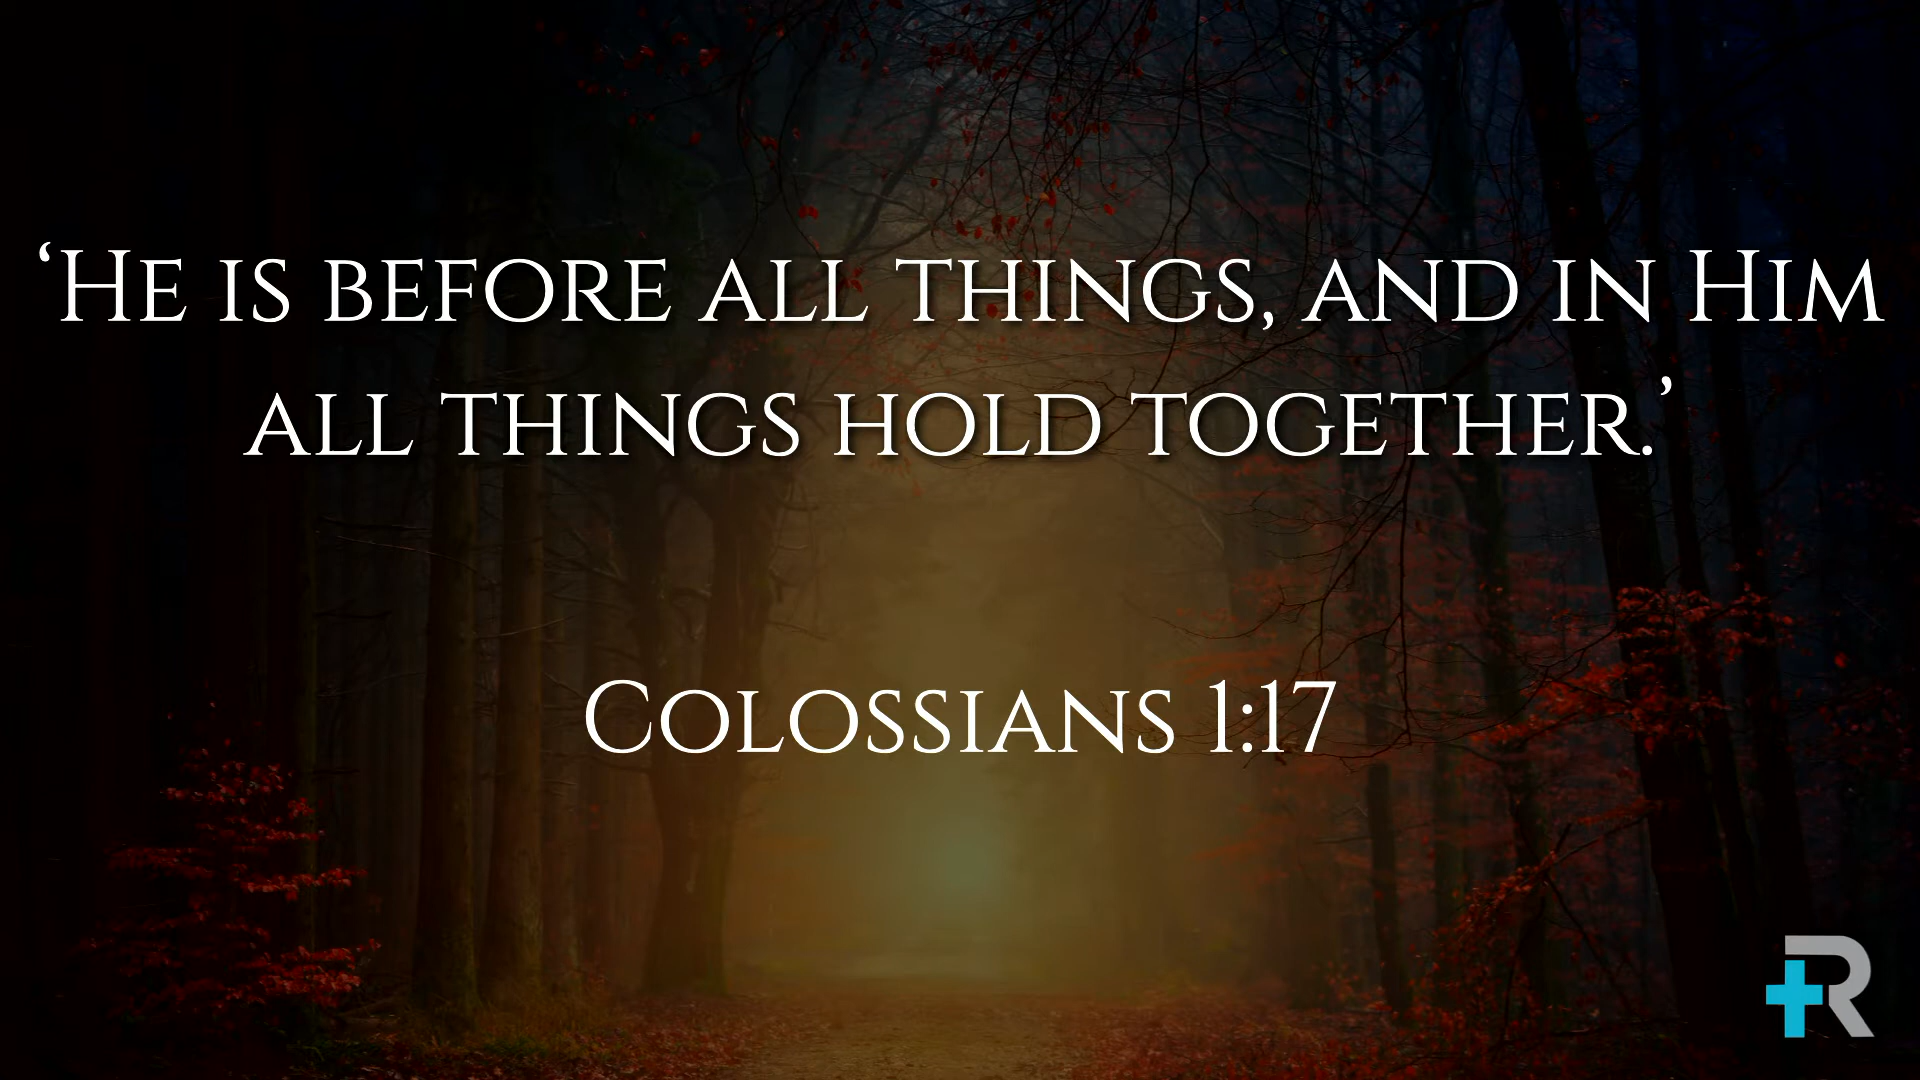 ‘He is before all things, and in Him
all things hold together.’
Colossians 1:17
R